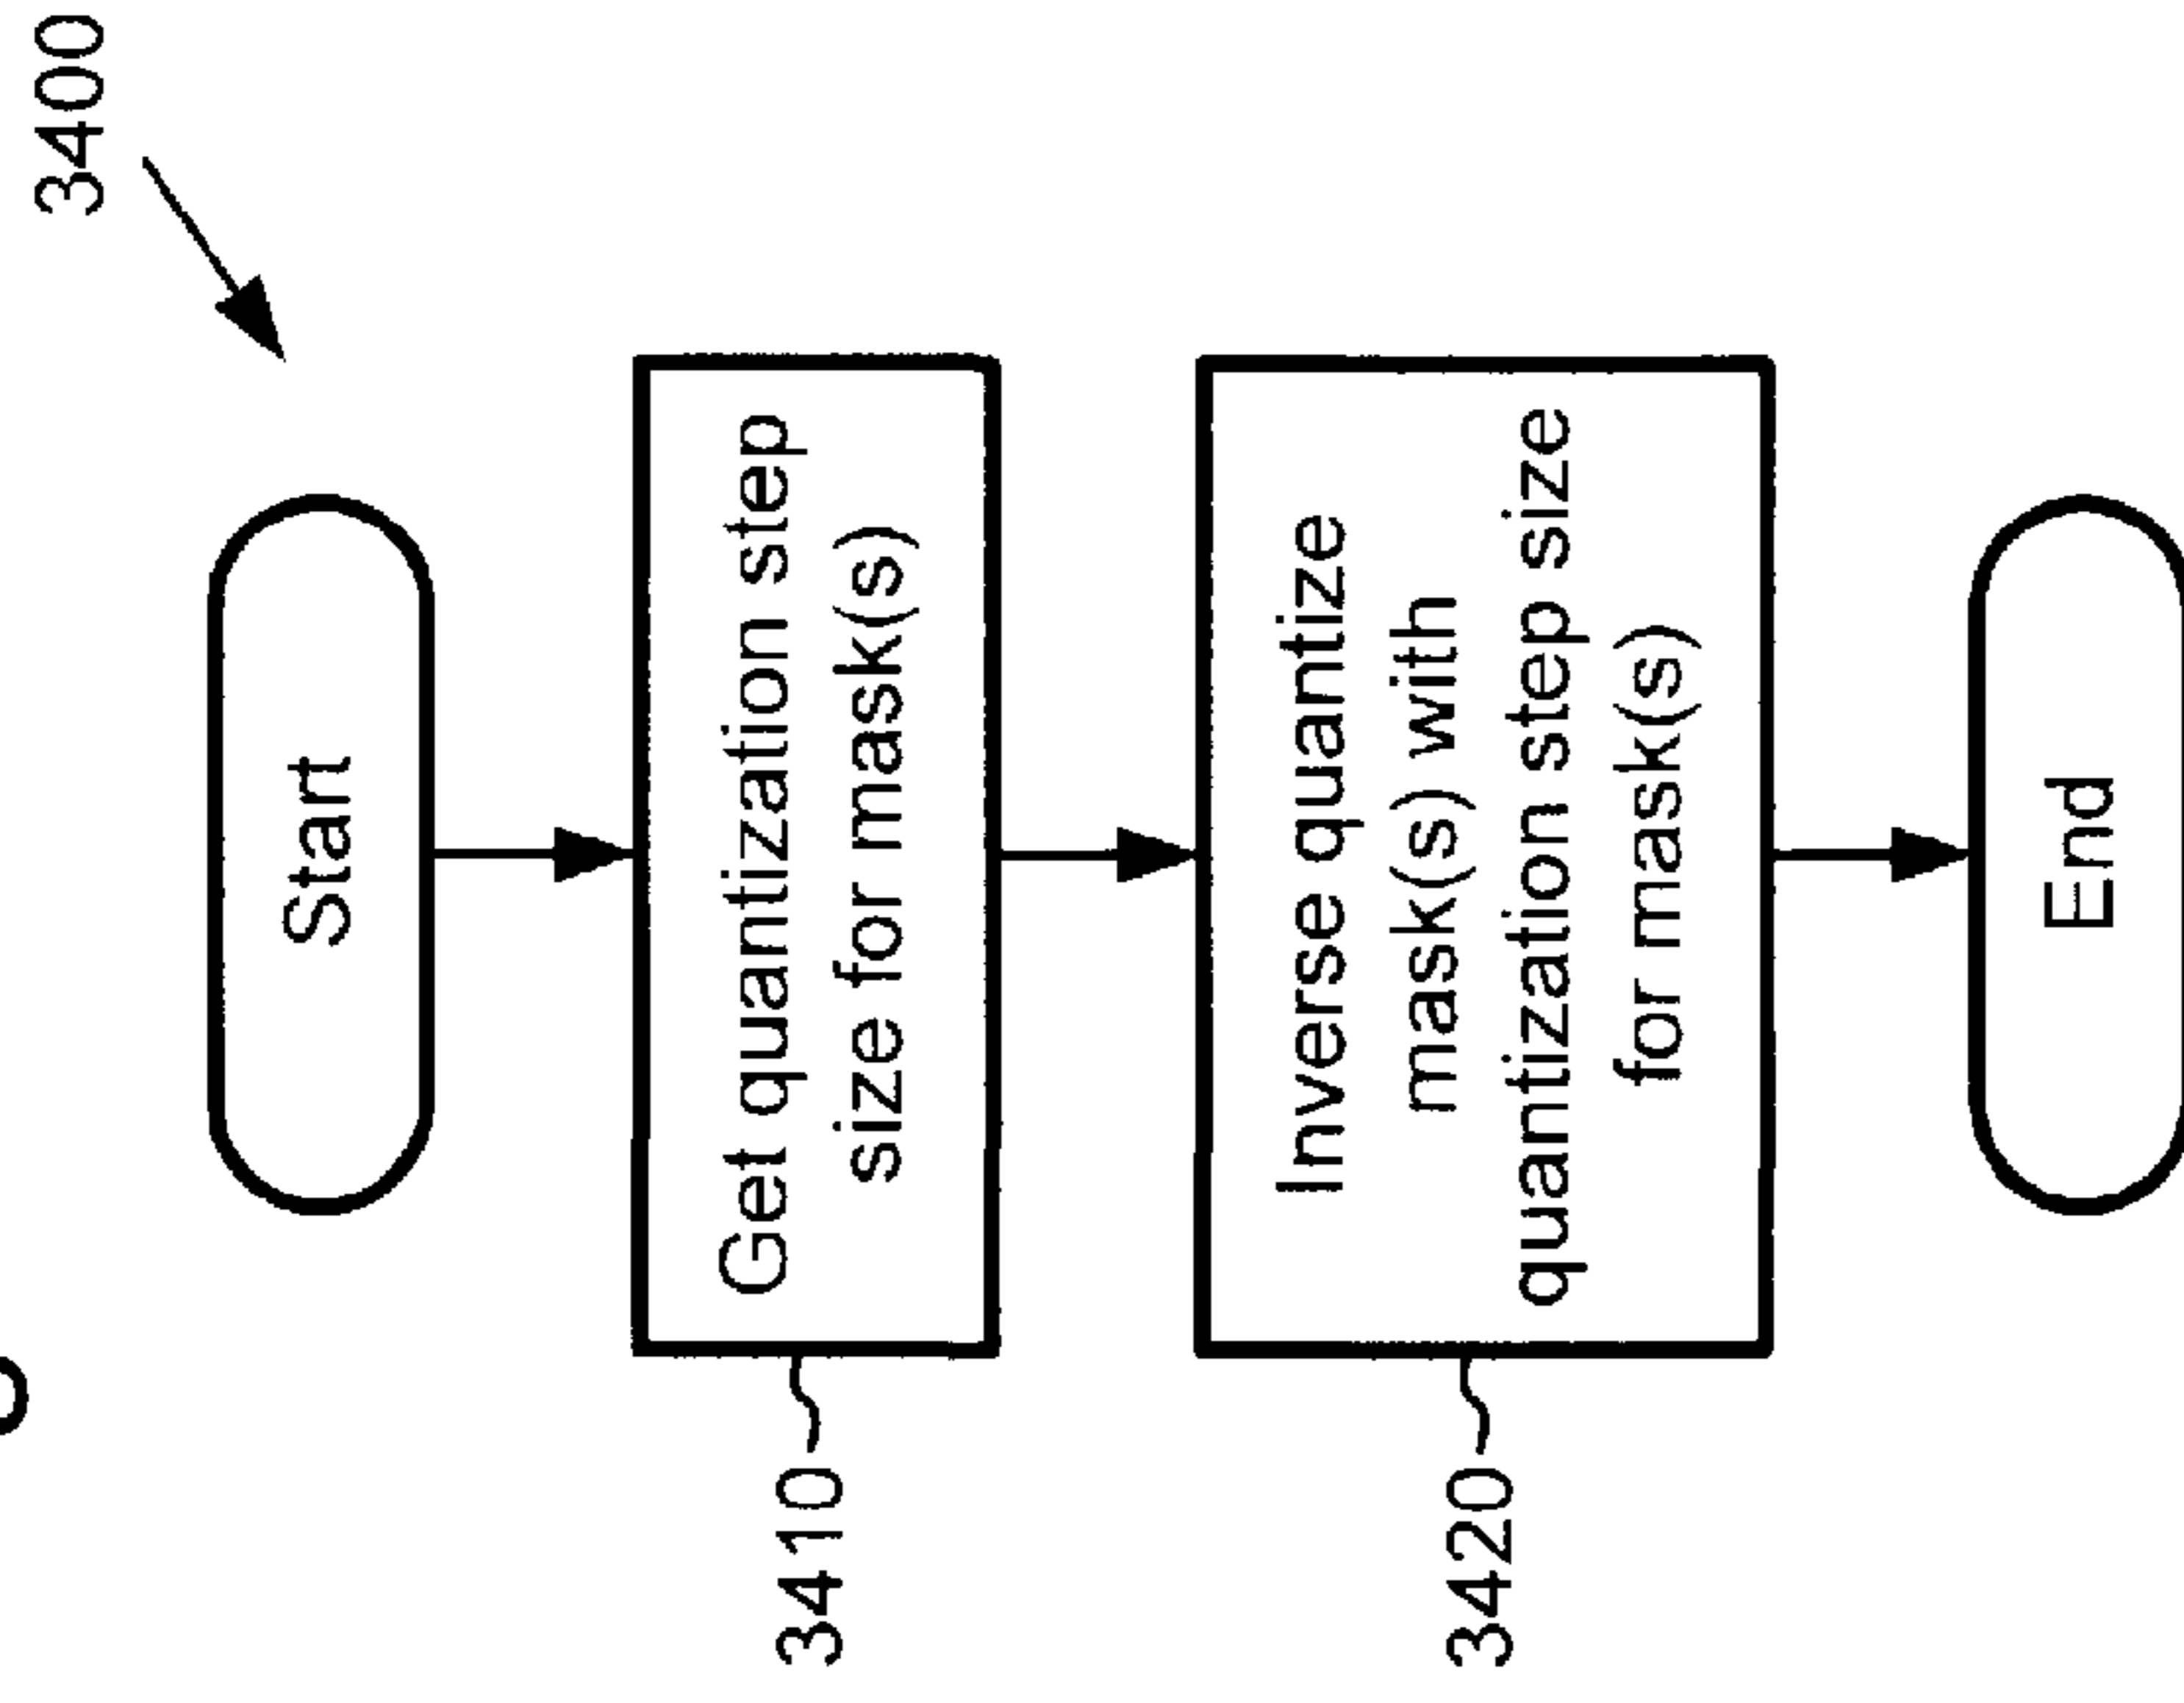 3400
Start
Get quantization step
size for mask(s)
3410
Inverse quantize
mask(s) with
quantization step size
for mask(s)
3420
End